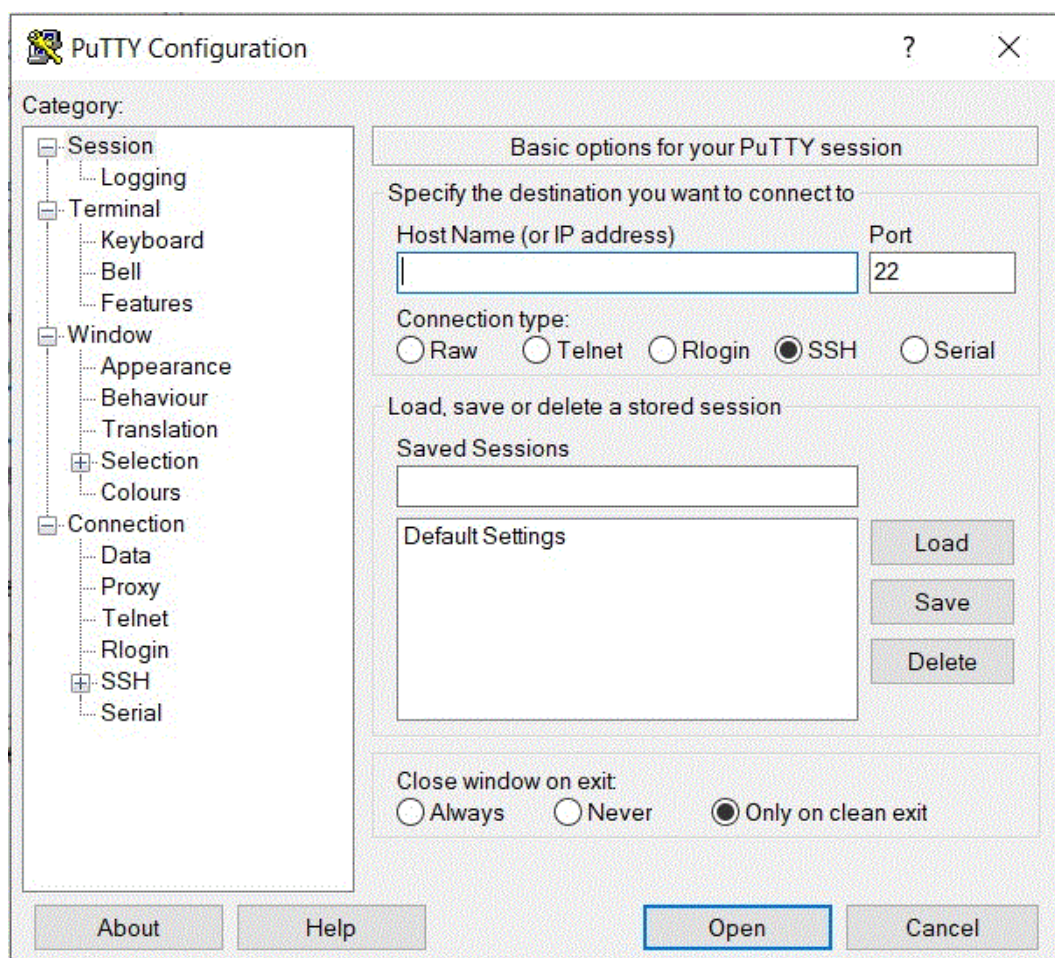 PuTTY Configuration
?
Category:
Session
Logging
Terminal
Keyboard
Bell
Features
Window
Appearance
Behaviour
Translation
Selection
Colours
Connection
Data
Proxy
Telnet
Rlogin
SSH
Serial
Basic options for your PuTTY session
Specify the destination you want to connect to
Host Name (or IP address) Port
22
Connection type:
Raw Telnet Rlogin SSH Serial
Load, save or delete a stored session
Saved Sessions
Default Settings
Load
Save
Delete
Close window on exit:
Always Never Only on clean exit
About Help Open Cancel